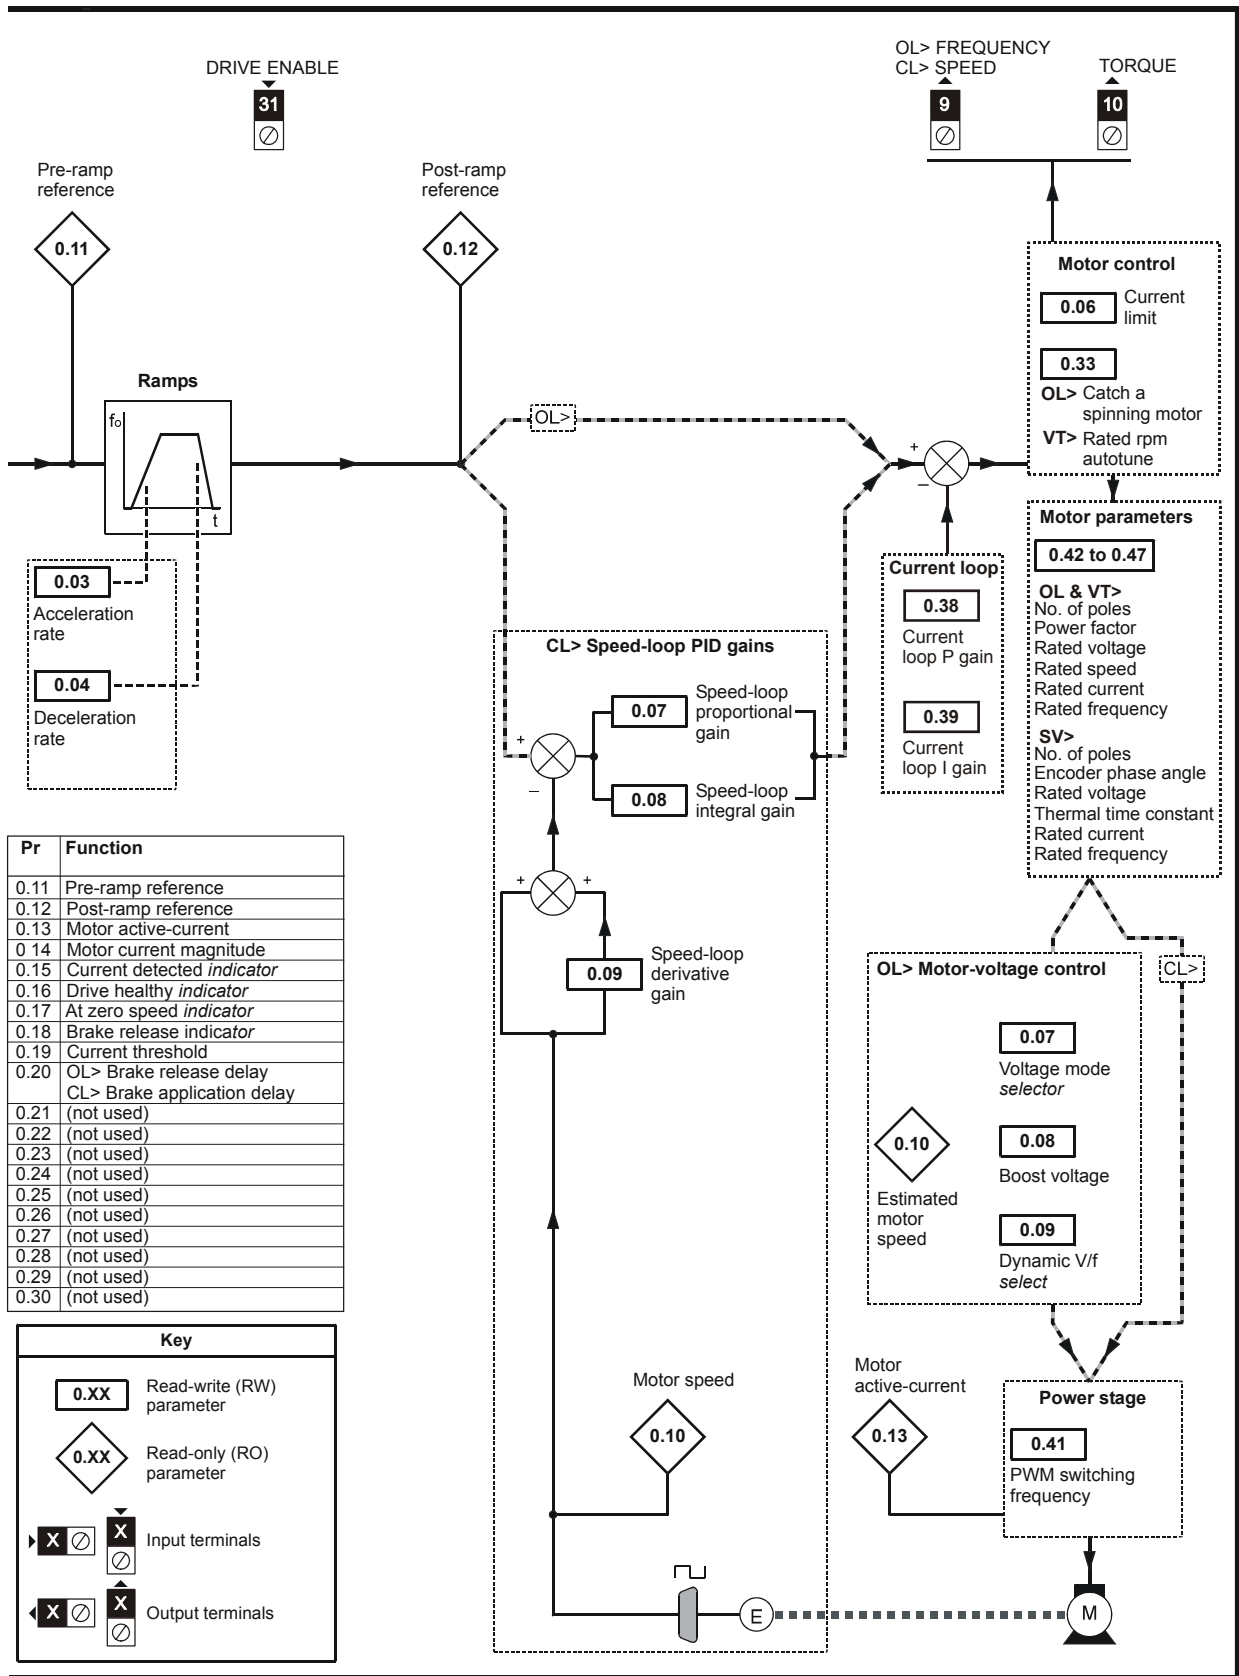 DRIVE ENABLE
31
OL> FREQUENCY
CL> SPEED
9
TORQUE
10
Pre-ramp
reference
0.11
Post-ramp
reference
0.12
Ramps
fo
t
0.03
Acceleration
rate
0.04
Deceleration
rate
OL>
+
–
Motor control
0.06
Current
limit
0.33
OL> Catch a
spinning motor
VT> Rated rpm
autotune
Motor parameters
0.42 to 0.47
OL & VT>
No. of poles
Power factor
Rated voltage
Rated speed
Rated current
Rated frequency
SV>
No. of poles
Encoder phase angle
Rated voltage
Thermal time constant
Rated current
Rated frequency
Current loop
0.38
Current
loop P gain
0.39
Current
loop I gain
CL> Speed-loop PID gains
0.07
Speed-loop
proportional
gain
+
–
0.08
Speed-loop
integral gain
+
+
0.09
Speed-loop
derivative
gain
Pr Function
0.11 Pre-ramp reference
0.12 Post-ramp reference
0.13 Motor active-current
0 14 Motor current magnitude
0.15 Current detected indicator
0.16 Drive healthy indicator
0.17 At zero speed indicator
0.18 Brake release indicator
0.19 Current threshold
0.20 OL> Brake release delay
CL> Brake application delay
0.21 (not used)
0.22 (not used)
0.23 (not used)
0.24 (not used)
0.25 (not used)
0.26 (not used)
0.27 (not used)
0.28 (not used)
0.29 (not used)
0.30 (not used)
OL> Motor-voltage control
CL>
0.07
Voltage mode
selector
0.10
Estimated
motor
speed
0.08
Boost voltage
0.09
Dynamic V/f
select
Key
0.XX
Read-write (RW)
parameter
0.XX
Read-only (RO)
parameter
X
X
Input terminals
X
X
Output terminals
Motor speed
0.10
Motor
active-current
0.13
Power stage
0.41
PWM switching
frequency
E
M